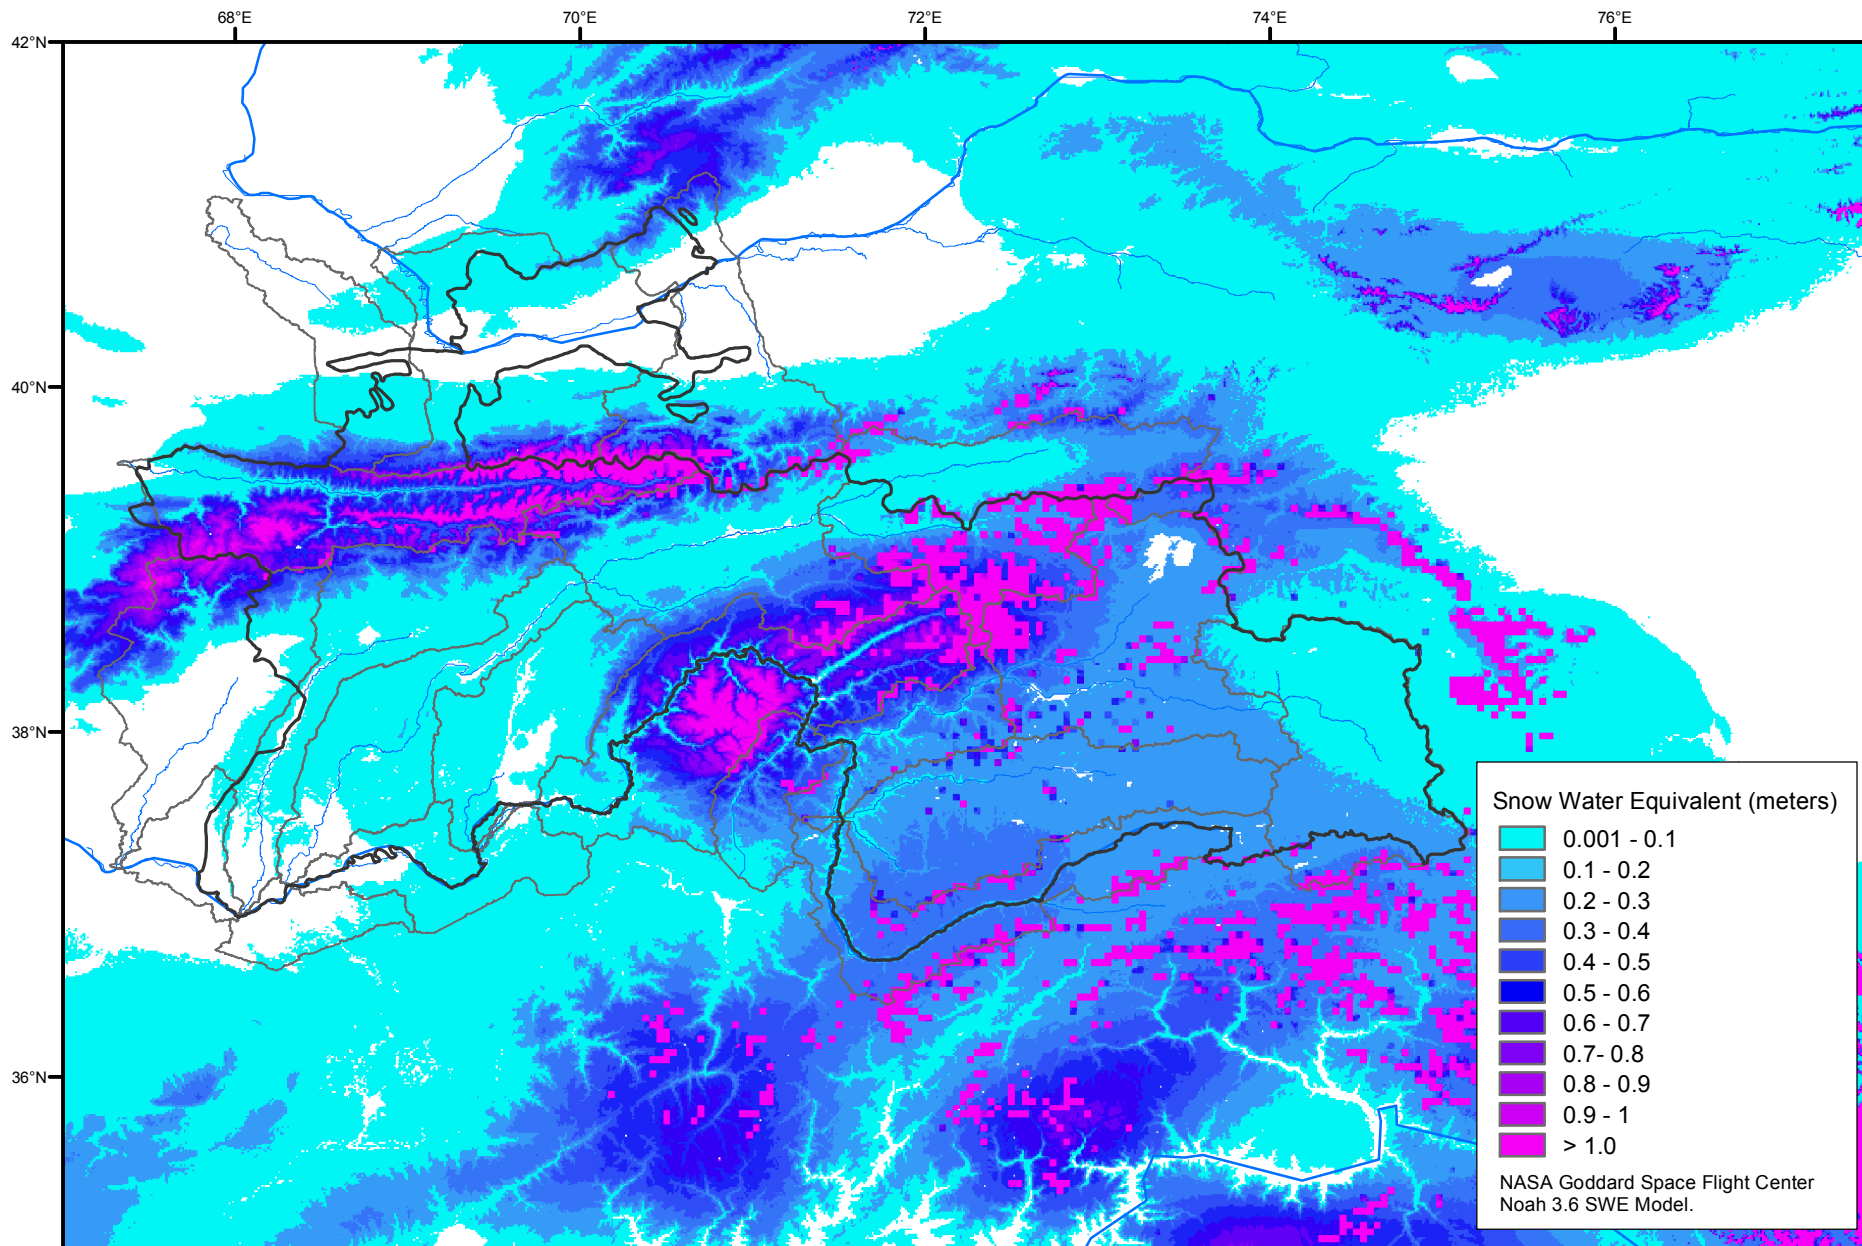 68°E
70°E
72°E
74°E
76°E
42°N
40°N
38°N
36°N
Snow Water Equivalent (meters)
0.001 - 0.1
0.1 - 0.2
0.2 - 0.3
0.3 - 0.4
0.4 - 0.5
0.5 - 0.6
0.6 - 0.7
0.7- 0.8
0.8 - 0.9
0.9 - 1
> 1.0
NASA Goddard Space Flight Center
Noah 3.6 SWE Model.